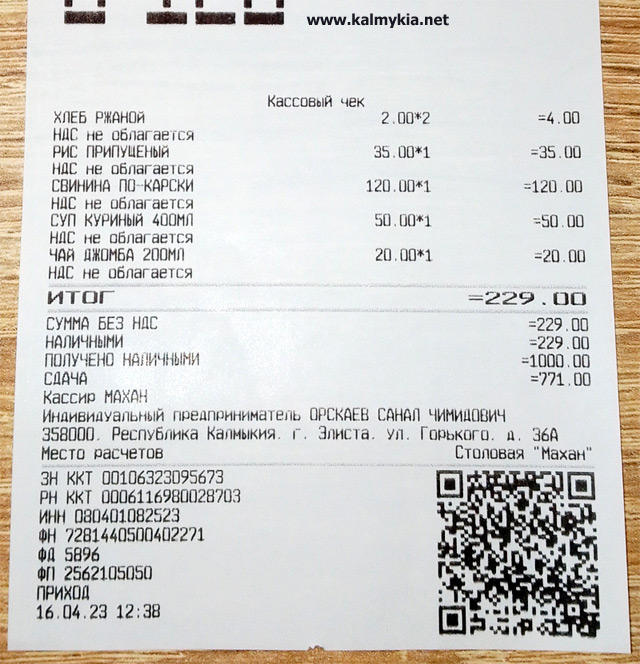 www.kalmykia.net
Кассовый чек
ХЛЕБ РЖАНОЙ 2.00*2 =4.00
НДС не облагается
РИС ПРИПУЩЕНЫЙ 35.00*1 =35.00
НДС не облагается
СВИНИНА ПО-КАРСКИ 120.00*1 =120.00
НДС не облагается
СУП КУРИНЫЙ 400МЛ 50.00*1 =50.00
НДС не облагается
ЧАЙ ДЖОМБА 200МЛ 20.00*1 =20.00
НДС не облагается
ИТОГ =229.00
СУММА БЕЗ НДС =229.00
НАЛИЧНЫМИ =229.00
ПОЛУЧЕНО НАЛИЧНЫМИ =1000.00
СДАЧА =771.00
Кассир МАХАН
Индивидуальный предприниматель ОРСКАЕВ САНАЛ ЧИМИДОВИЧ
358000, Республика Калмыкия, г. Элиста, ул. Горького, д. 36А
Место расчетов Столовая "Махан"
ЗН ККТ 00106323095673
РН ККТ 0006116980028703
ИНН 080401082523
ФН 7281440500402271
ФД 5896
ФП 2562105050
ПРИХОД
16.04.23 12:38